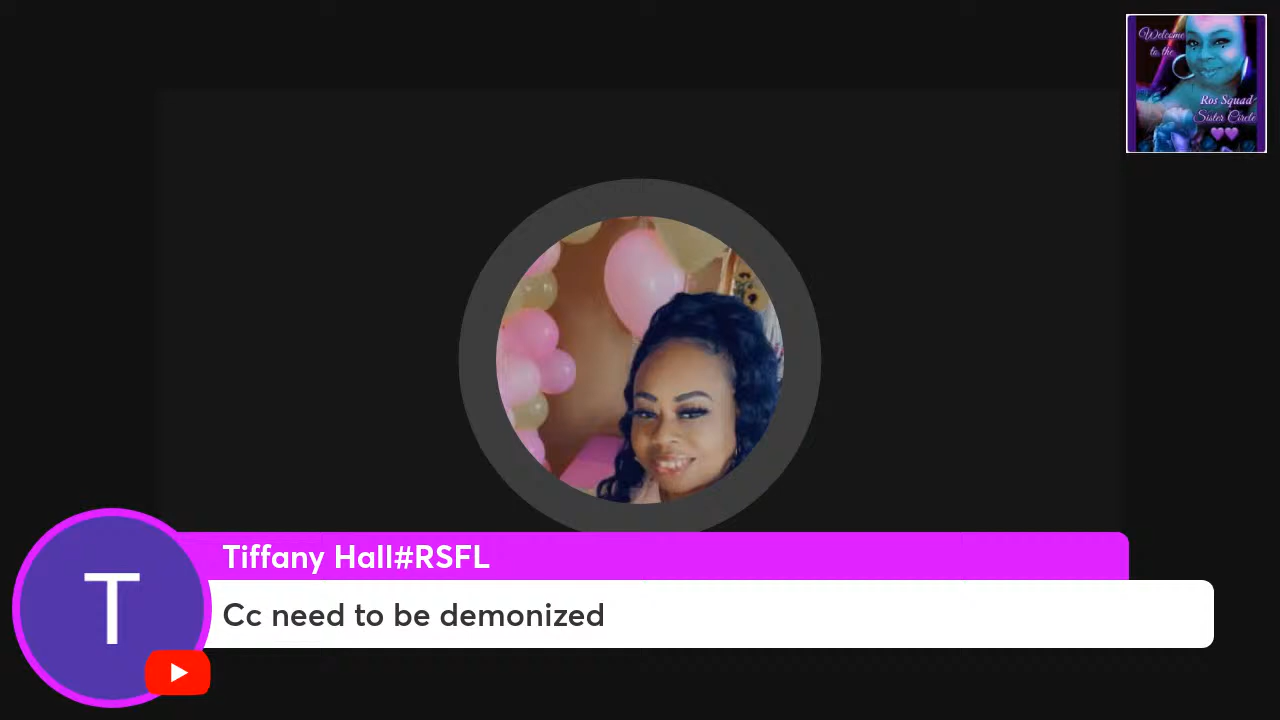 Welcome
to the
Ros Squad
Sister Circle
Tiffany Hall#RSFL
T
Cc need to be demonized